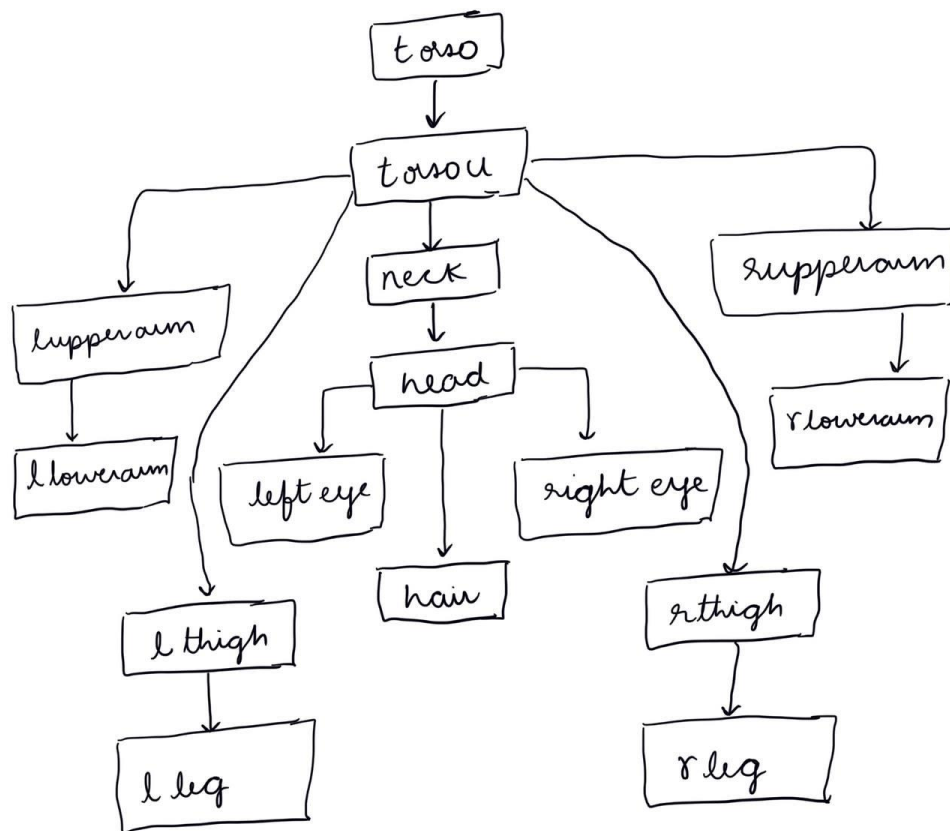 torso
torsou
neck
lupperarm
rupperarm
head
llowerarm
rlowerarm
left eye
right eye
hair
l thigh
rthigh
l leg
r leg